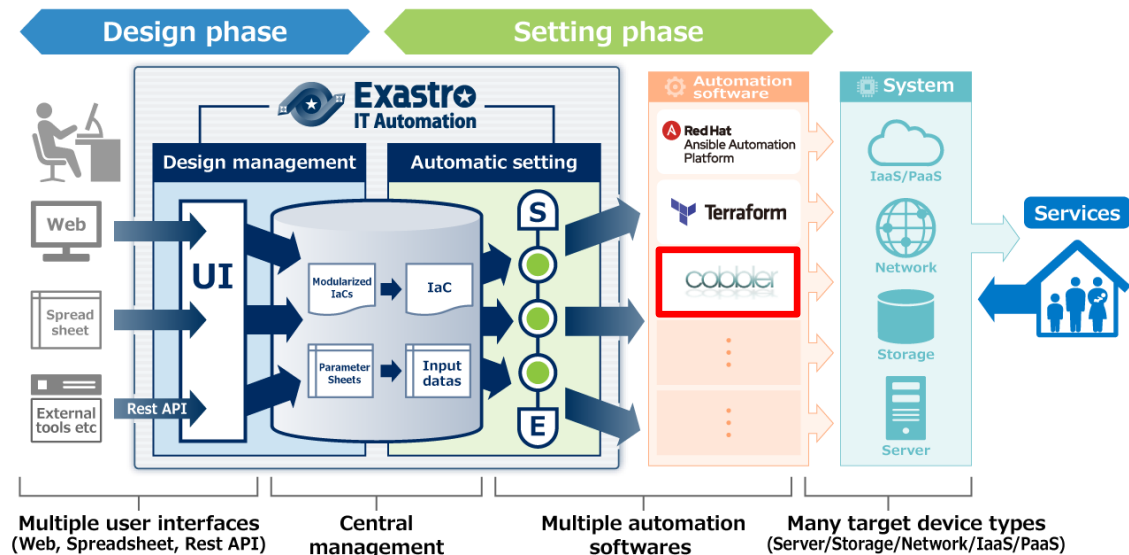 Design phase
Setting phase
Exastro
IT Automation
Design management
Automatic setting
Automation
software
System
Red Hat
Ansible Automation
Platform
Terraform
cobbler
Web
Spread
sheet
External
tools etc
Rest API
UI
Modularized
IaCs
IaC
Parameter
Sheets
Input
datas
S
E
IaaS/PaaS
Network
Storage
Server
Services
Multiple user interfaces
(Web, Spreadsheet, Rest API)
Central
management
Multiple automation
softwares
Many target device types
(Server/Storage/Network/IaaS/PaaS)